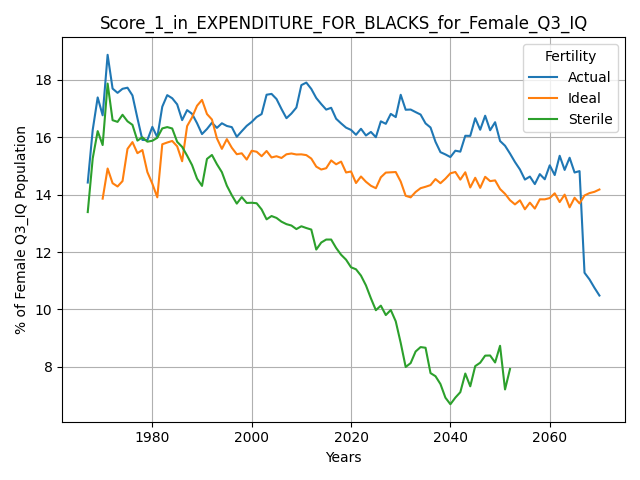 Score_1_in_EXPENDITURE_FOR_BLACKS_for_Female_Q3_IQ
Fertility
Actual
Ideal
Sterile
% of Female Q3_IQ Population
18
16
14
12
10
8
1980 2000 2020 2040 2060
Years